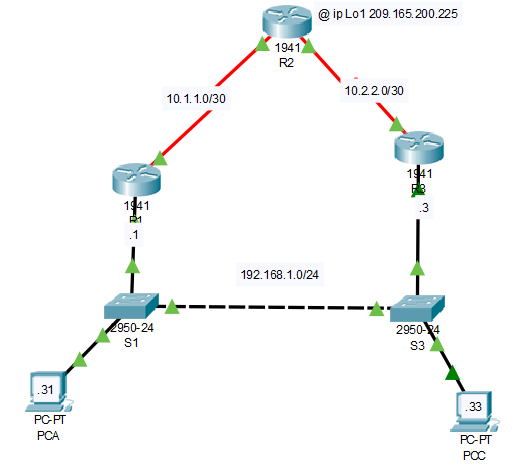 @ ip Lo1 209.165.200.225
1941
R2
10.1.1.0/30
10.2.2.0/30
1941
R1
.1
1941
R3
.3
192.168.1.0/24
2950-24
S1
2950-24
S3
.31
PC-PT
PCA
.33
PC-PT
PCC